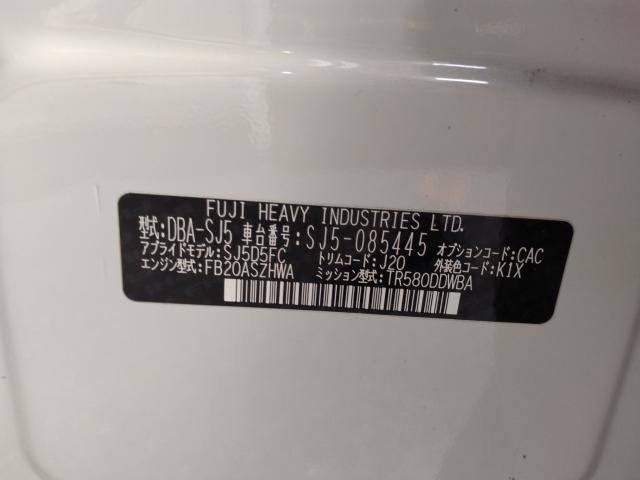 FUJI HEAVY INDUSTRIES LTD.
型式:DBA-SJ5 車台番号:SJ5-085445 オプションコード:CAC
アプライドモデル:SJ5D5FC トリムコード:J20 外装色コード:K1X
エンジン型式:FB20ASZHWA ミッション型式:TR580DDWBA